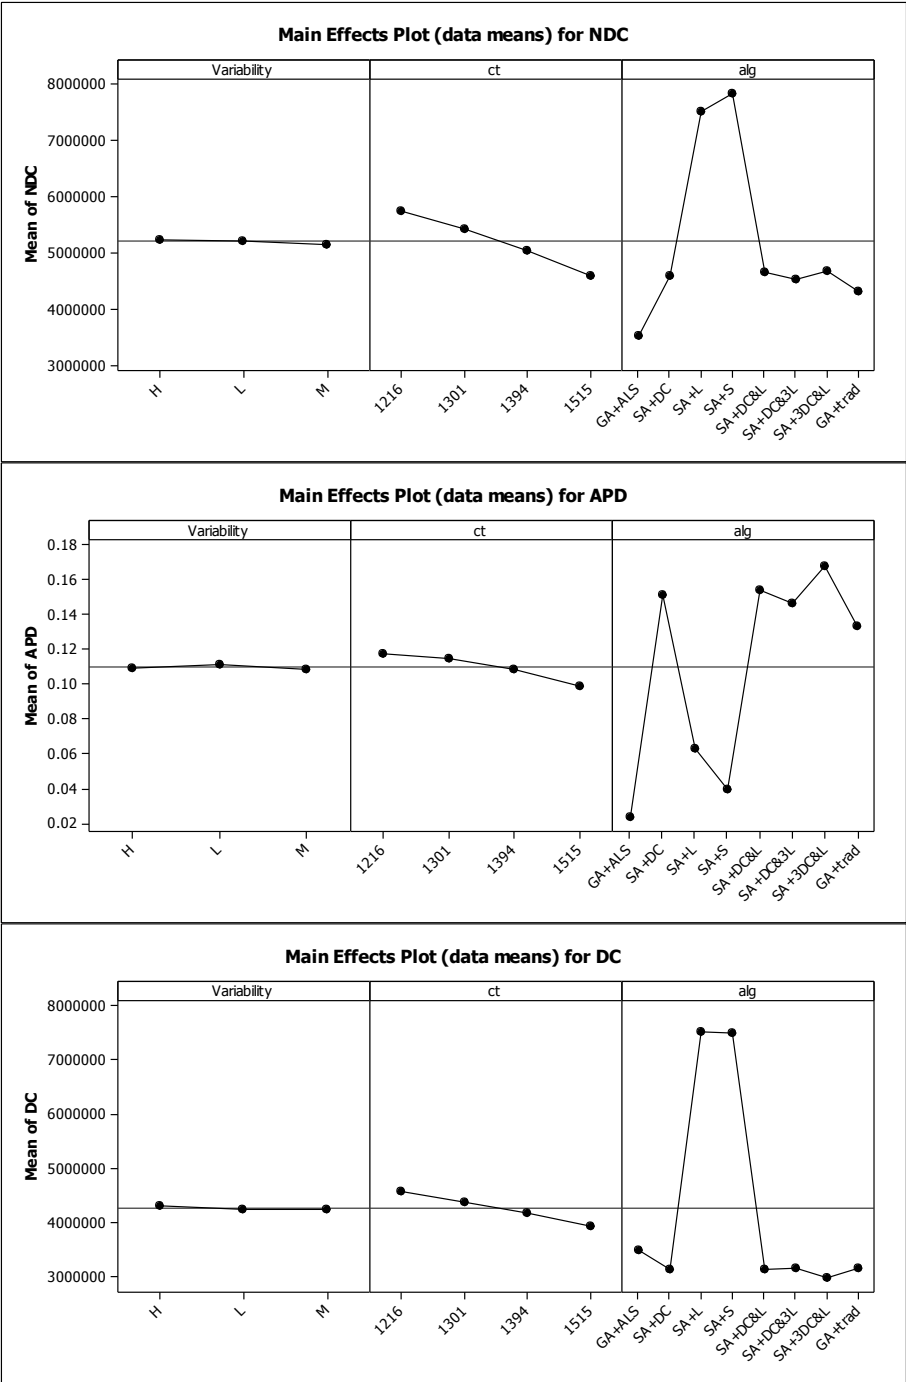 Main Effects Plot (data means) for NDC
Variability ct alg
Mean of NDC
8000000
7000000
6000000
5000000
4000000
3000000
H L M 1216 1301 1394 1515 GA+ALS SA+DC SA+L SA+S SA+DC&L SA+DC&3L SA+3DC&L GA+trad
Main Effects Plot (data means) for APD
Variability ct alg
Mean of APD
0.18
0.16
0.14
0.12
0.10
0.08
0.06
0.04
0.02
H L M 1216 1301 1394 1515 GA+ALS SA+DC SA+L SA+S SA+DC&L SA+DC&3L SA+3DC&L GA+trad
Main Effects Plot (data means) for DC
Variability ct alg
Mean of DC
8000000
7000000
6000000
5000000
4000000
3000000
H L M 1216 1301 1394 1515 GA+ALS SA+DC SA+L SA+S SA+DC&L SA+DC&3L SA+3DC&L GA+trad